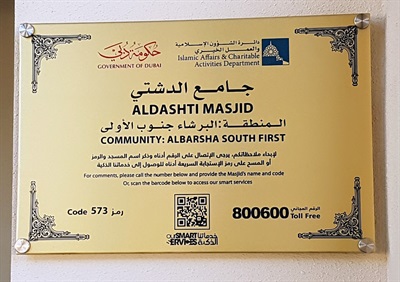 حكومة دبي
GOVERNMENT OF DUBAI
دائرة الشؤون الإسلامية
والعمل الخيري
Islamic Affairs & Charitable
Activities Department
جامع الدشتي
ALDASHTI MASJID
المنطقة: البرشاء جنوب الأولى
COMMUNITY: ALBARSHA SOUTH FIRST
لإبداء ملاحظاتكم، يرجى الإتصال على الرقم أدناه وذكر اسم المسجد والرمز
أو المسح على رمز الإستجابة السريعة أدناه للوصول إلى خدماتنا الذكية
For comments, please call the number below and provide the Masjid's name and code
Or, scan the barcode below to access our smart services
Code 573 رمز
800600 الرقم المجاني
Toll Free
OUR SMART SERVICES
خدماتنا الذكية